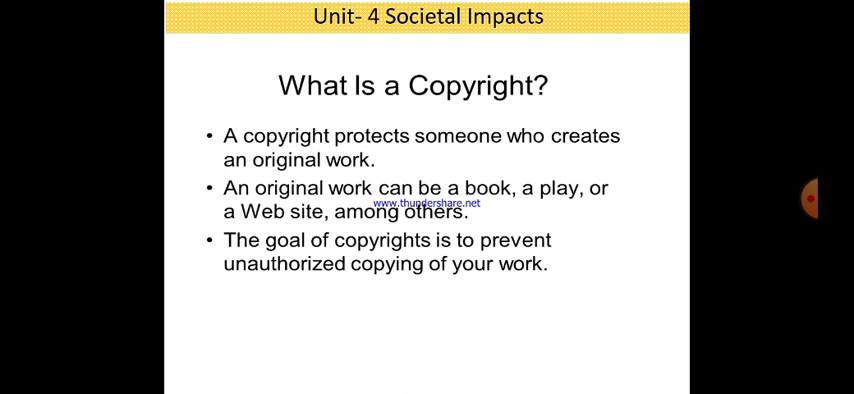 Unit- 4 Societal Impacts
What Is a Copyright?
• A copyright protects someone who creates
an original work.
• An original work can be a book, a play, or
www.thundershare.net
a Web site, among others.
• The goal of copyrights is to prevent
unauthorized copying of your work.